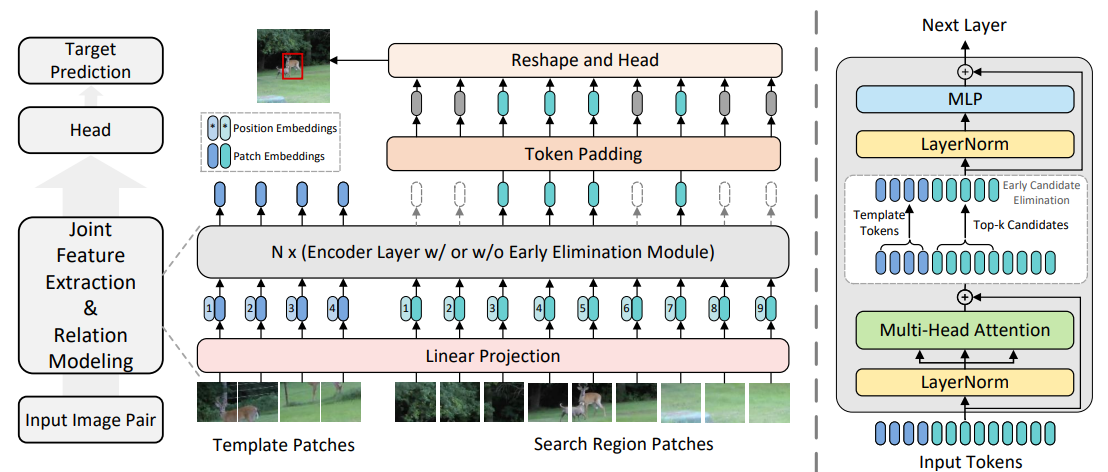 Target
Prediction
Head
Joint
Feature
Extraction
&
Relation
Modeling
Input Image Pair
* * Position Embeddings
Patch Embeddings
Reshape and Head
Token Padding
N x (Encoder Layer w/ or w/o Early Elimination Module)
1 2 3 4 1 2 3 4 5 6 7 8 9
Linear Projection
Template Patches
Search Region Patches
Next Layer
+
MLP
LayerNorm
Early Candidate
Elimination
Template
Tokens
Top-k Candidates
+
Multi-Head Attention
LayerNorm
Input Tokens